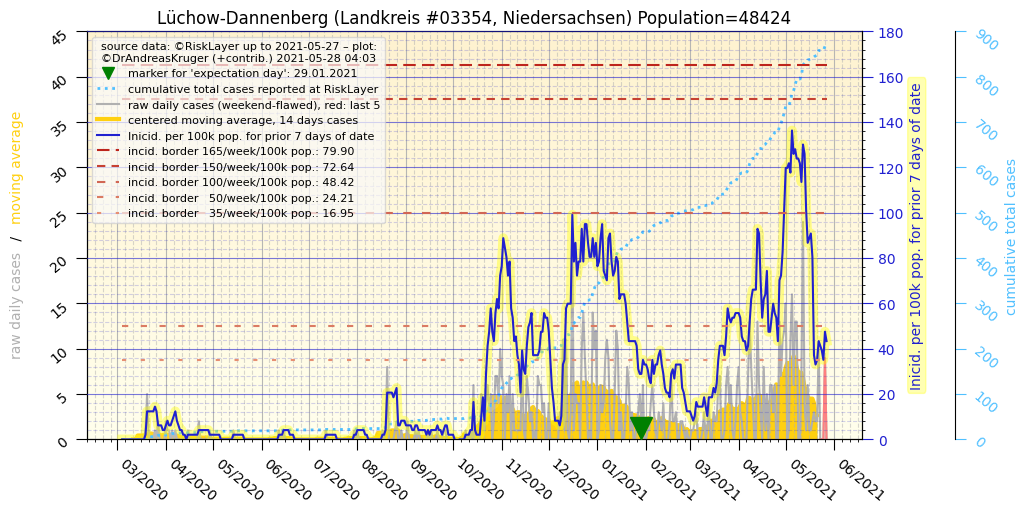 Lüchow-Dannenberg (Landkreis #03354, Niedersachsen) Population=48424
source data: ©RiskLayer up to 2021-05-27 – plot:
©DrAndreasKruger (+contrib.) 2021-05-28 04:03
marker for 'expectation day': 29.01.2021
cumulative total cases reported at RiskLayer
raw daily cases (weekend-flawed), red: last 5
centered moving average, 14 days cases
Inicid. per 100k pop. for prior 7 days of date
incid. border 165/week/100k pop.: 79.90
incid. border 150/week/100k pop.: 72.64
incid. border 100/week/100k pop.: 48.42
incid. border   50/week/100k pop.: 24.21
incid. border   35/week/100k pop.: 16.95
raw daily cases  /  moving average
45
40
35
30
25
20
15
10
5
0
03/2020
04/2020
05/2020
06/2020
07/2020
08/2020
09/2020
10/2020
11/2020
12/2020
01/2021
02/2021
03/2021
04/2021
05/2021
06/2021
180
160
140
120
100
80
60
40
20
0
Inicid. per 100k pop. for prior 7 days of date
900
800
700
600
500
400
300
200
100
0
cumulative total cases